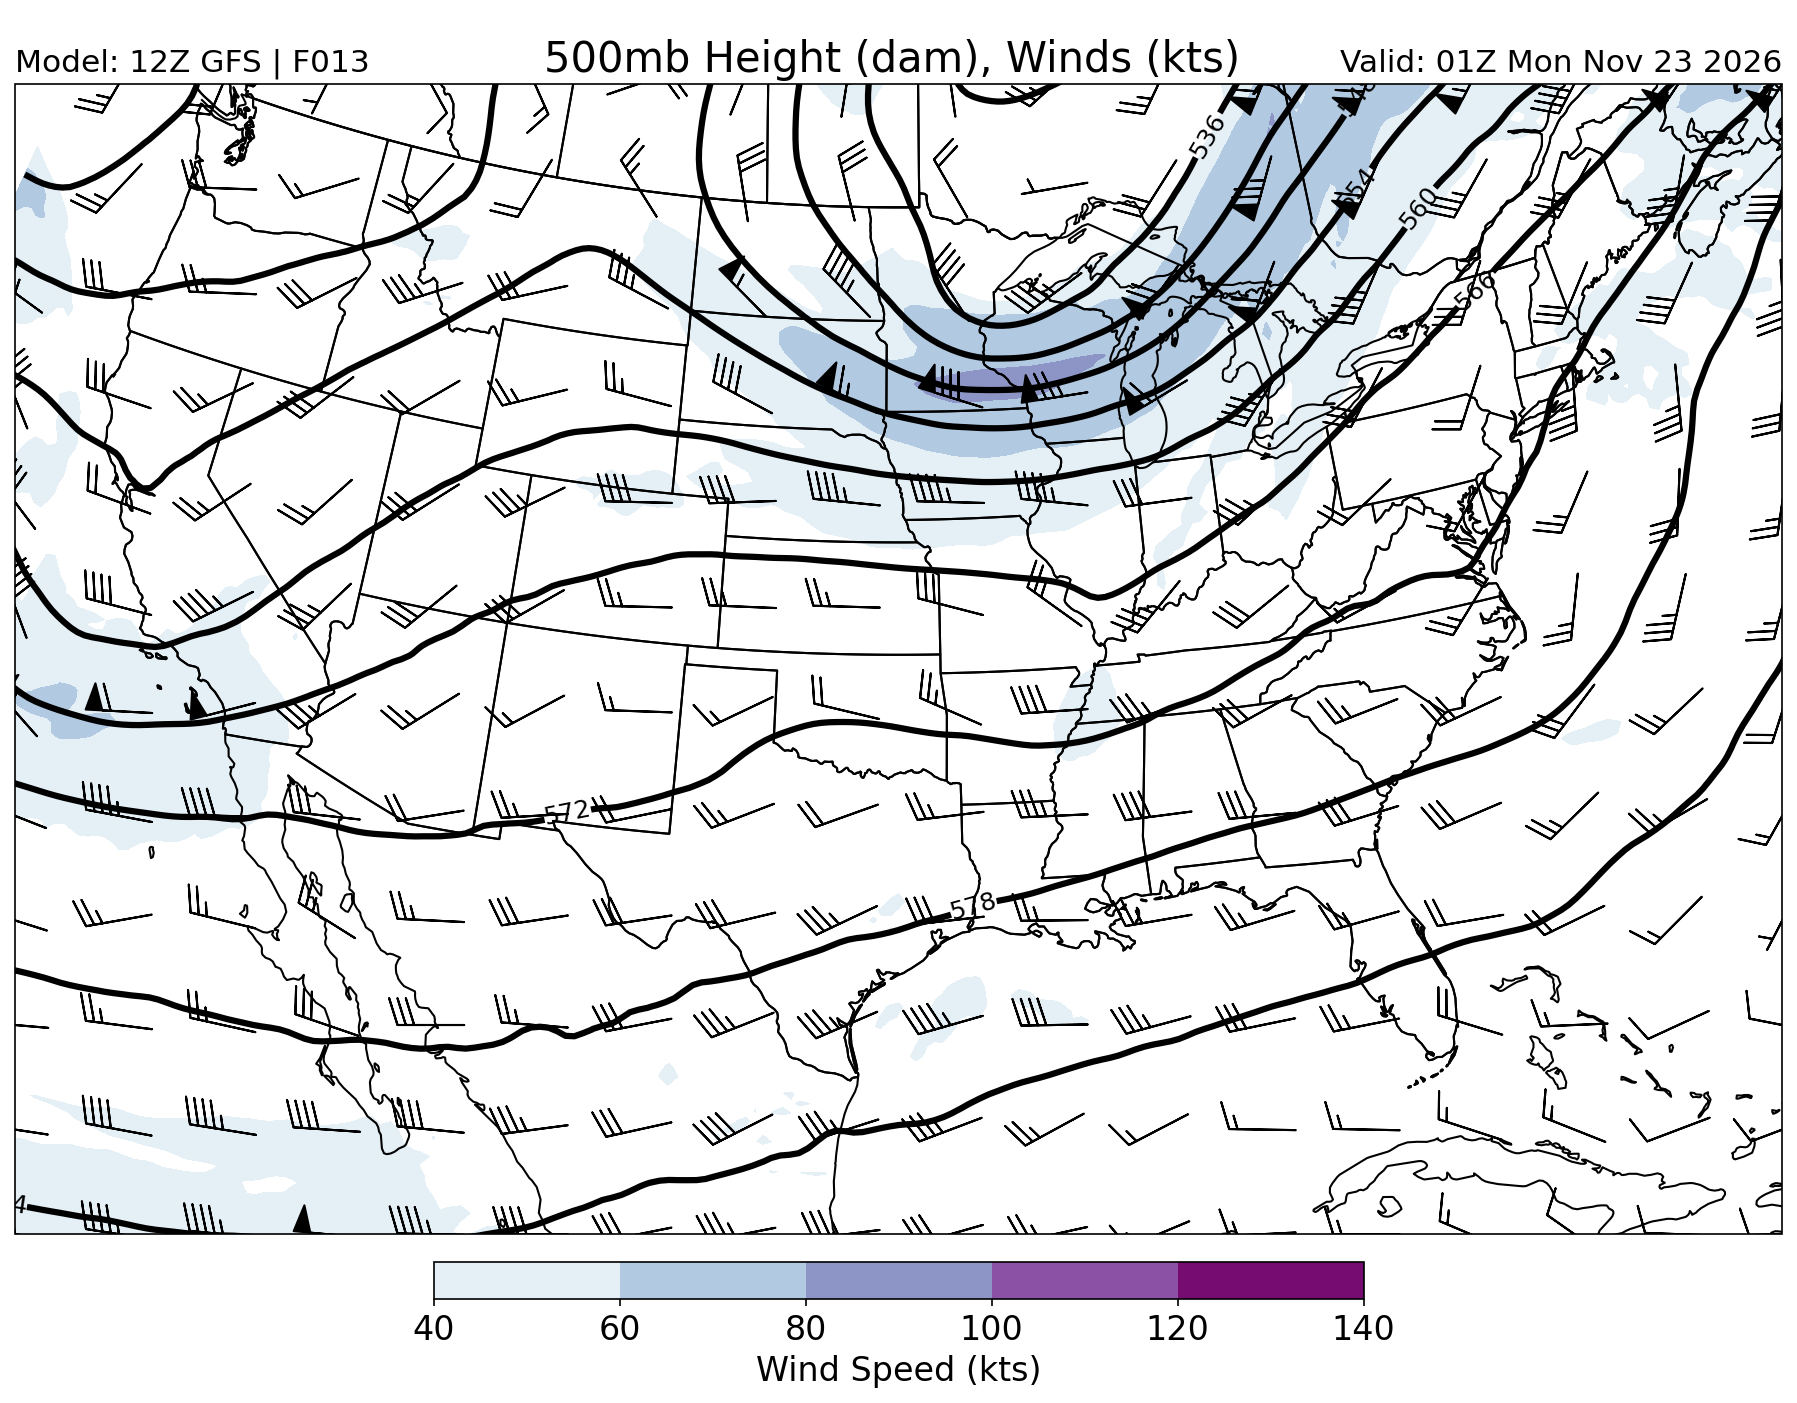 Model: 12Z GFS | F013
500mb Height (dam), Winds (kts)
Valid: 01Z Mon Nov 23 2026
536
554
560
566
572
578
4
40 60 80 100 120 140
Wind Speed (kts)